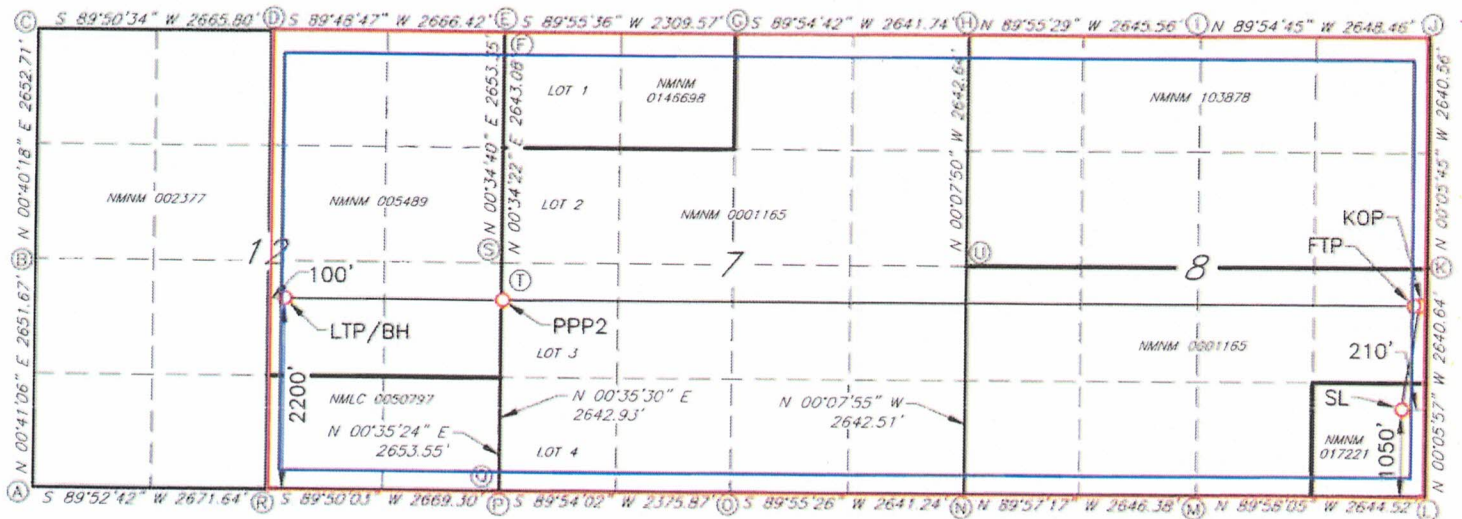 C S 89°50'34" W 2665.80' D S 89°48'47" W 2666.42' E S 89°55'36" W 2309.57' G S 89°54'42" W 2641.74' H N 89°55'29" W 2645.56' I N 89°54'45" W 2648.46' J
F
N 00°40'18" E 2652.71'
S 00°34'40" E 2653.35'
N 00°34'22" E 2643.08'
N 00°07'50" W 2642.64'
N 00°05'45" W 2640.56'
LOT 1
NMNM
0146698
NMNM 103878
NMNM 002377
NMNM 005489
LOT 2
NMNM 0001165
KOP
FTP
B
12
S
T
7
U
8
K
100'
LTP/BH
PPP2
LOT 3
NMNM 0001165
210'
N 00°41'06" E 2651.67'
2200'
NMLC 0050797
N 00°35'30" E
2642.93'
N 00°07'55" W
2642.51'
SL
N 00°35'24" E
2653.55'
LOT 4
NMNM
017221
1050'
N 00°05'57" W 2640.64'
Q
A S 89°52'42" W 2671.64' R S 89°50'03" W 2669.30' P S 89°54'02" W 2375.87' O S 89°55'26" W 2641.24' N N 89°57'17" W 2646.38' M N 89°58'05" W 2644.52' L